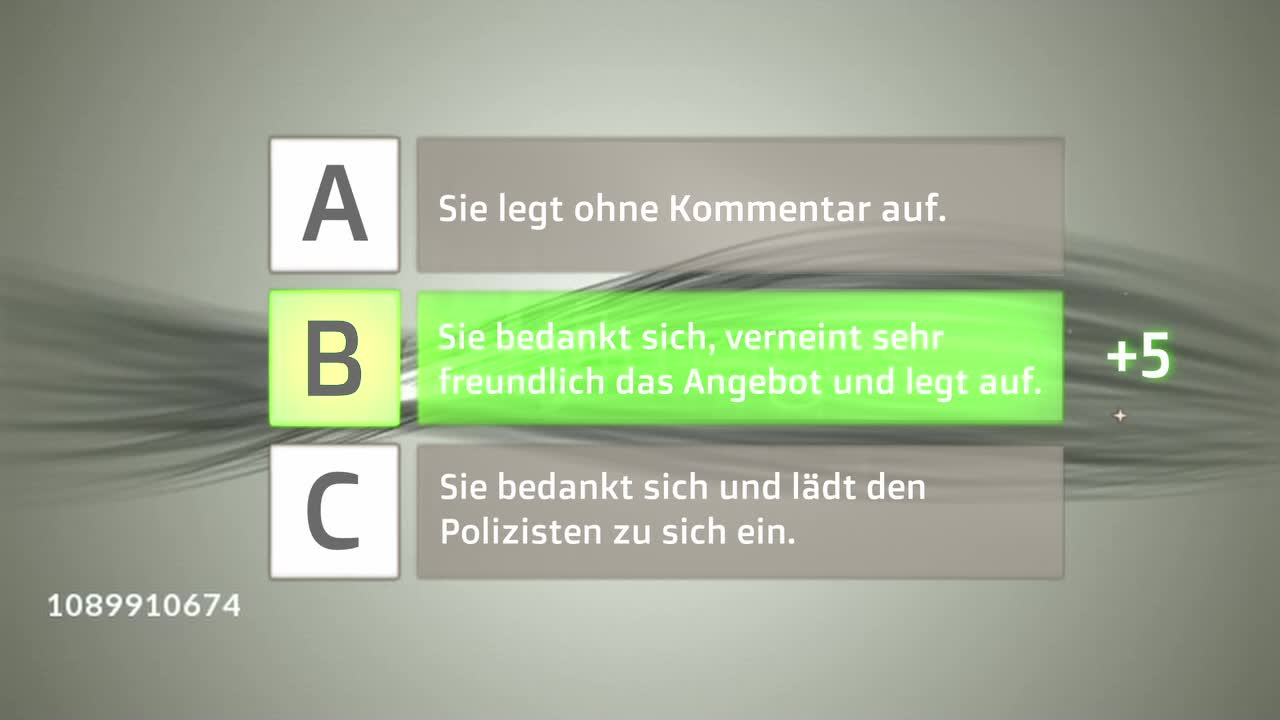 A
Sie legt ohne Kommentar auf.
B
Sie bedankt sich, verneint sehr
freundlich das Angebot und legt auf.
+5
C
Sie bedankt sich und lädt den
Polizisten zu sich ein.
1089910674